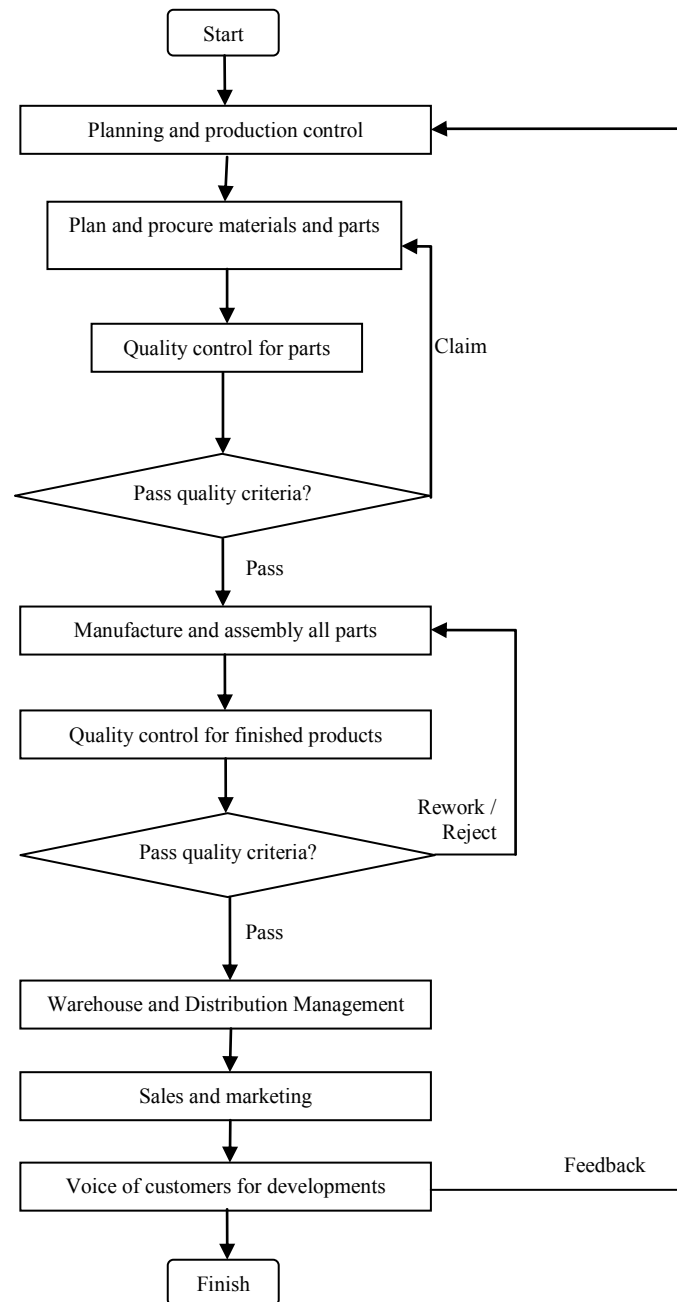 Start
Planning and production control
Plan and procure materials and parts
Quality control for parts
Claim
Pass quality criteria?
Pass
Manufacture and assembly all parts
Quality control for finished products
Rework /
Reject
Pass quality criteria?
Pass
Warehouse and Distribution Management
Sales and marketing
Feedback
Voice of customers for developments
Finish